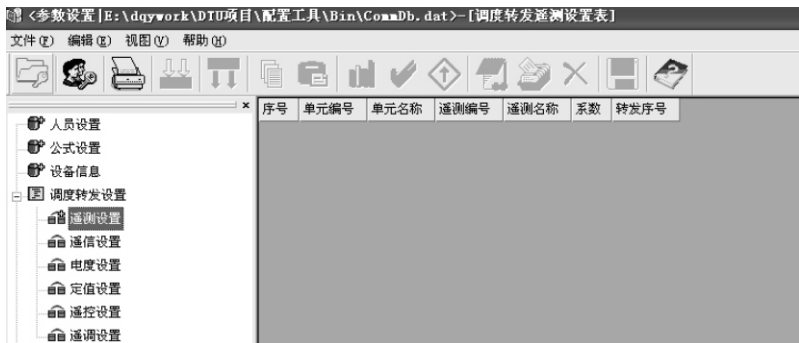 <参数设置|E:\dqywork\DTU项目\配置工具\Bin\CommDb.dat>-[调度转发遥测设置表]
文件(F) 编辑(E) 视图(V) 帮助(H)
序号 单元编号 单元名称 遥测编号 遥测名称 系数 转发序号
人员设置
公式设置
设备信息
调度转发设置
遥测设置
遥信设置
电度设置
定值设置
遥控设置
遥调设置